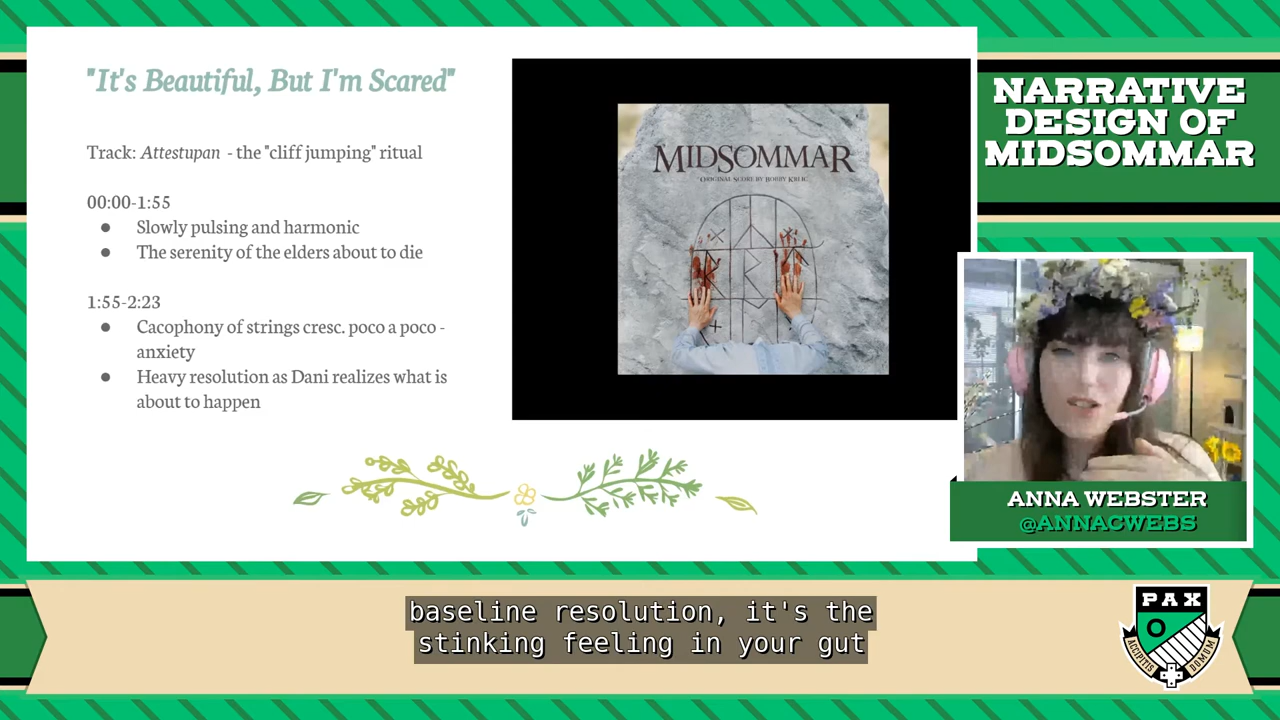 "It's Beautiful, But I'm Scared"
Track: Attestupan - the "cliff jumping" ritual
00:00-1:55
● Slowly pulsing and harmonic
● The serenity of the elders about to die
1:55-2:23
● Cacophony of strings cresc. poco a poco -
anxiety
● Heavy resolution as Dani realizes what is
about to happen
MIDSOMMAR
ORIGINAL SCORE BY BOBBY KRLIC
NARRATIVE
DESIGN OF
MIDSOMMAR
ANNA WEBSTER
@ANNACWEBS
baseline resolution, it's the
stinking feeling in your gut
PAX
O
ACCIPITIS DOMUM